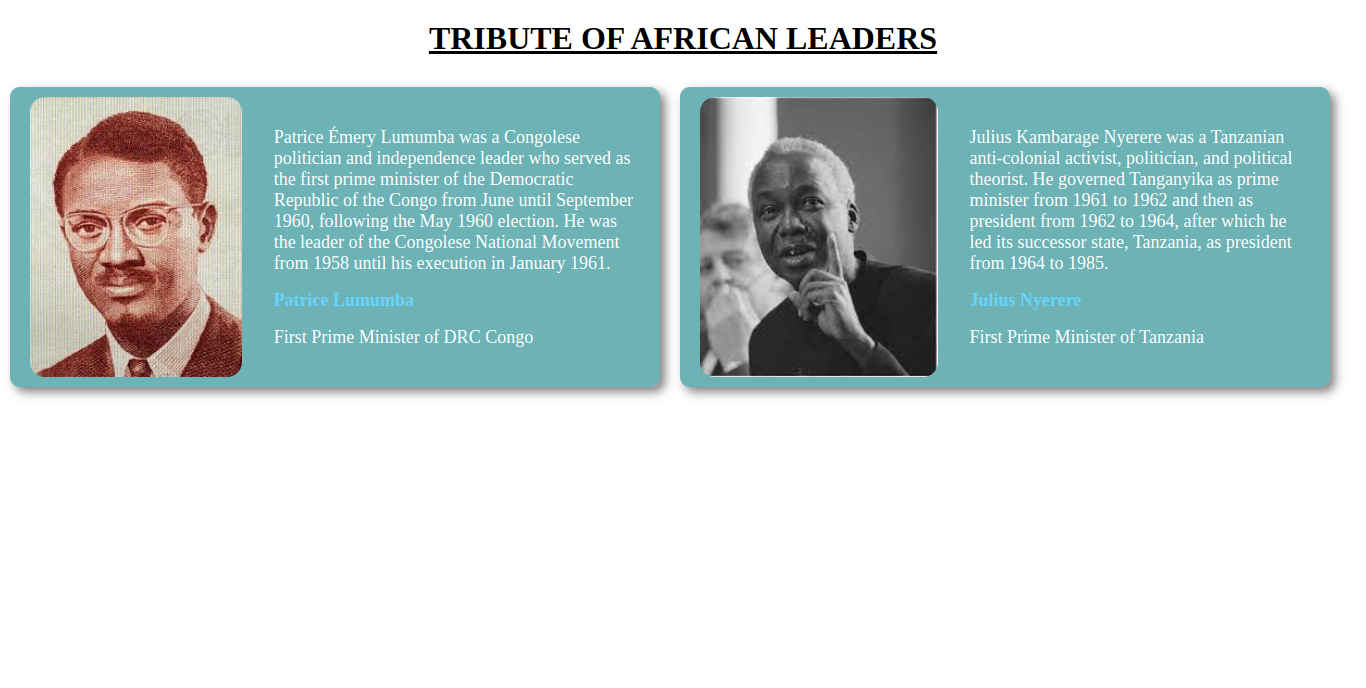 TRIBUTE OF AFRICAN LEADERS
Patrice Émery Lumumba was a Congolese
politician and independence leader who served as
the first prime minister of the Democratic
Republic of the Congo from June until September
1960, following the May 1960 election. He was
the leader of the Congolese National Movement
from 1958 until his execution in January 1961.
Patrice Lumumba
First Prime Minister of DRC Congo
Julius Kambarage Nyerere was a Tanzanian
anti-colonial activist, politician, and political
theorist. He governed Tanganyika as prime
minister from 1961 to 1962 and then as
president from 1962 to 1964, after which he
led its successor state, Tanzania, as president
from 1964 to 1985.
Julius Nyerere
First Prime Minister of Tanzania